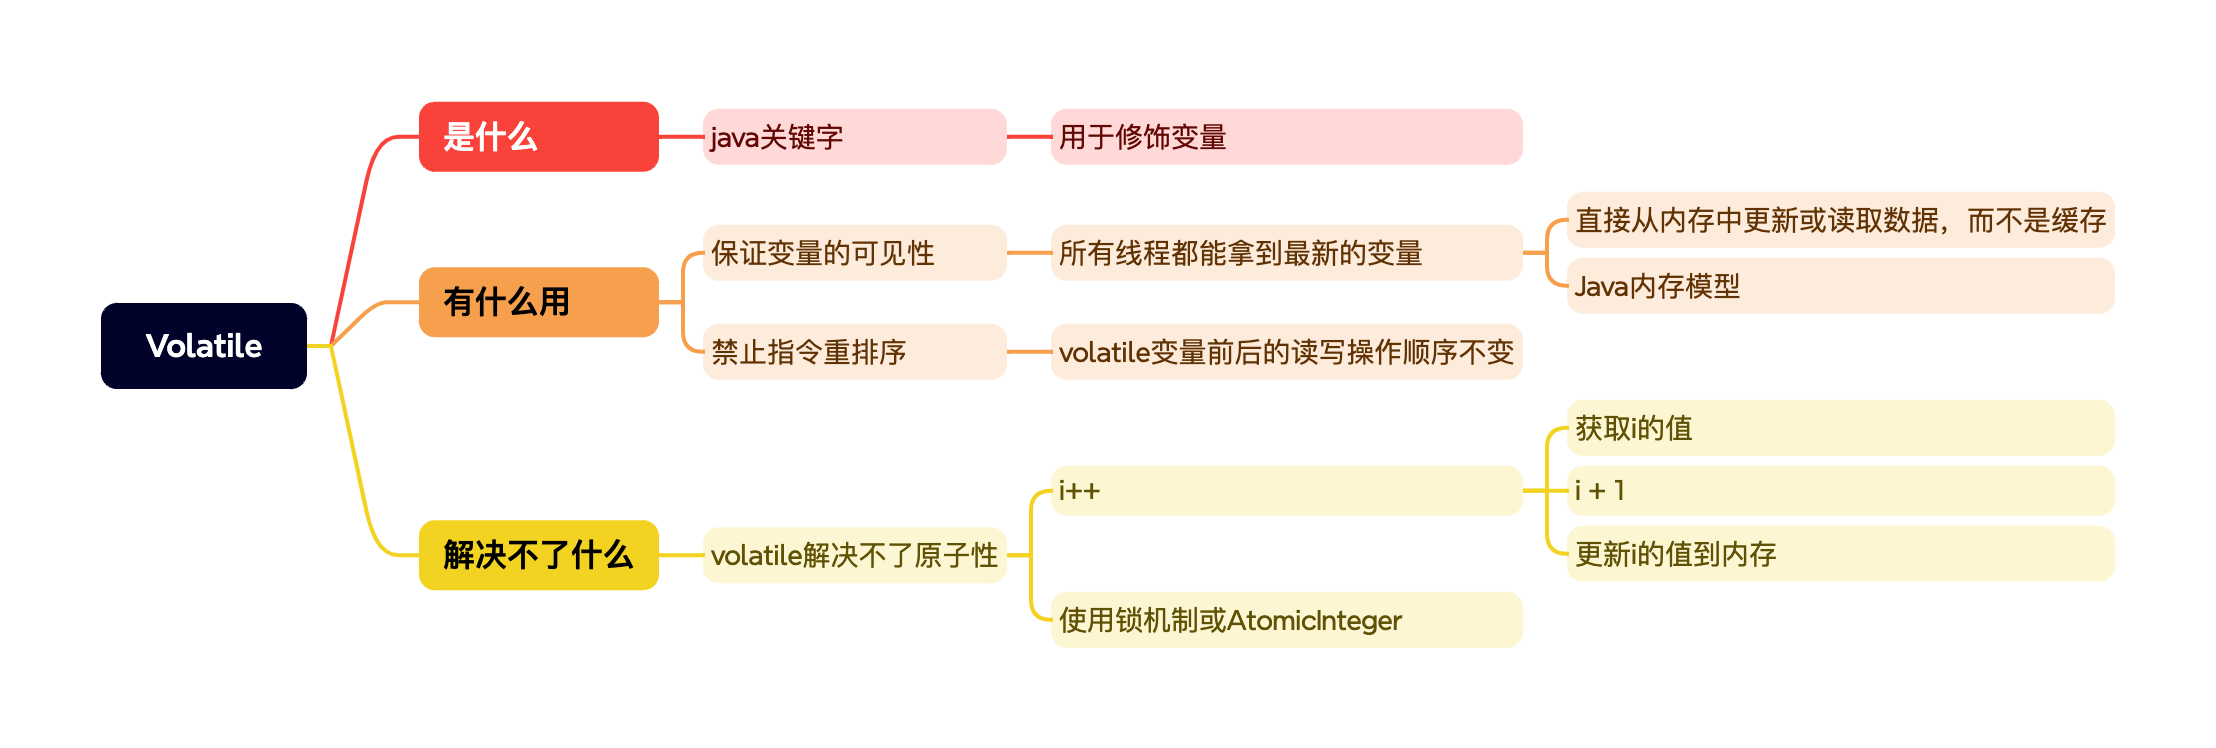 Volatile
是什么
java关键字
用于修饰变量
有什么用
保证变量的可见性
所有线程都能拿到最新的变量
直接从内存中更新或读取数据，而不是缓存
Java内存模型
禁止指令重排序
volatile变量前后的读写操作顺序不变
解决不了什么
volatile解决不了原子性
i++
获取i的值
i + 1
更新i的值到内存
使用锁机制或AtomicInteger